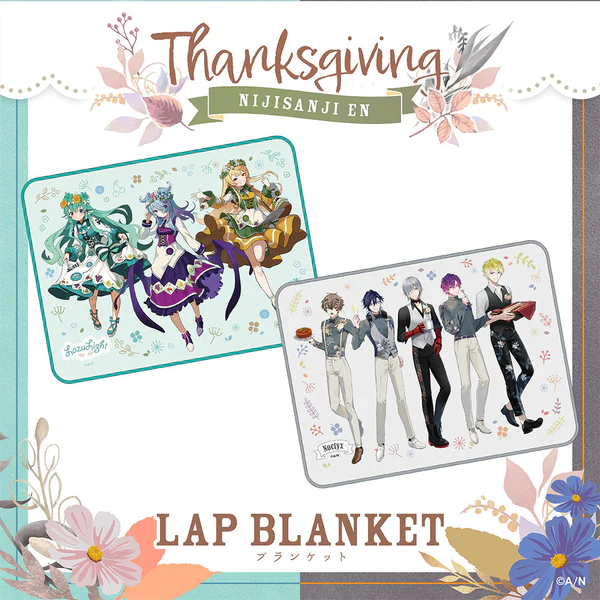 Thanksgiving
NIJISANJI EN
LazuLight
Noctyx
©A/N
LAP BLANKET
ブランケット
©A/N